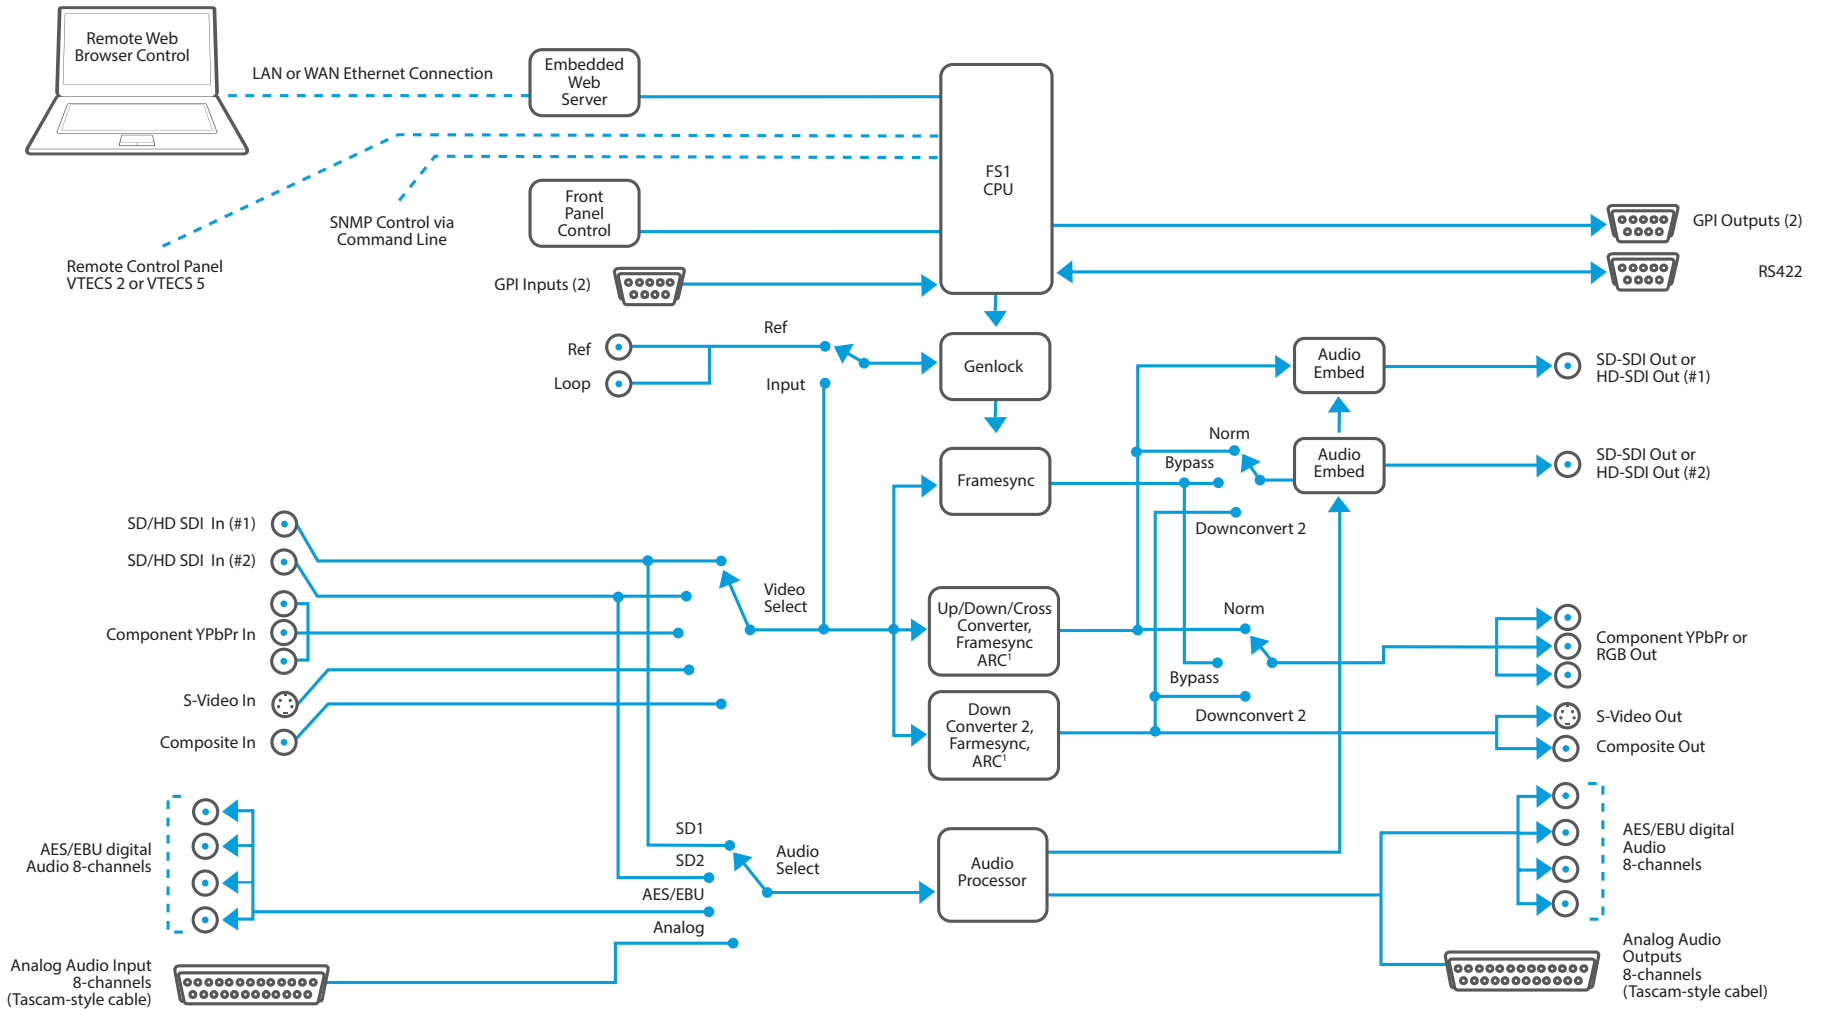 Remote Web
Browser Control
LAN or WAN Ethernet Connection
Embedded
Web
Server
FS1
CPU
Front
Panel
Control
SNMP Control via
Command Line
Remote Control Panel
VTECS 2 or VTECS 5
GPI Inputs (2)
GPI Outputs (2)
RS422
Ref
Ref
Loop
Input
Genlock
Audio
Embed
SD-SDI Out or
HD-SDI Out (#1)
Norm
Bypass
Framesync
Audio
Embed
SD-SDI Out or
HD-SDI Out (#2)
Downconvert 2
SD/HD SDI In (#1)
SD/HD SDI In (#2)
Component YPbPr In
S-Video In
Composite In
Video
Select
Up/Down/Cross
Converter,
Framesync
ARC¹
Norm
Bypass
Downconvert 2
Component YPbPr or
RGB Out
Down
Converter 2,
Farmesync,
ARC¹
S-Video Out
Composite Out
AES/EBU digital
Audio 8-channels
SD1
SD2
AES/EBU
Analog
Audio
Select
Audio
Processor
AES/EBU digital
Audio
8-channels
Analog Audio Input
8-channels
(Tascam-style cable)
Analog Audio
Outputs
8-channels
(Tascam-style cabel)